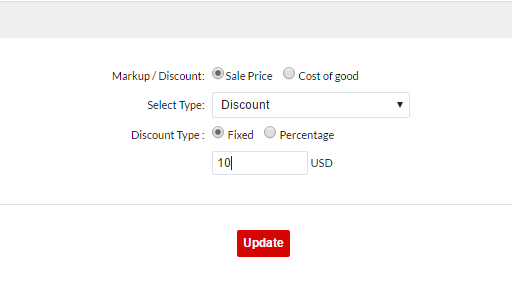 Markup / Discount: Sale Price Cost of good
Select Type: Discount
Discount Type : Fixed Percentage
10 USD
Update